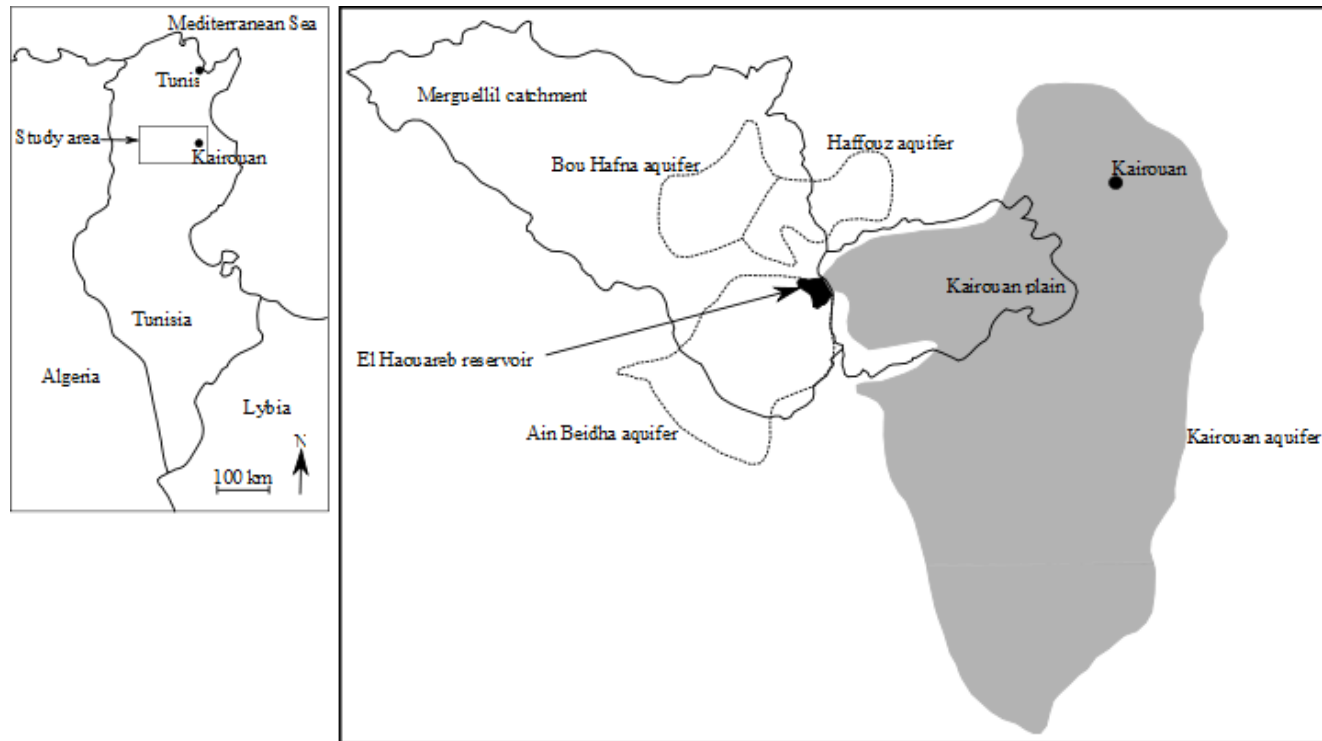 Mediterranean Sea
Tunis
Study area
Kairouan
Tunisia
Algeria
Lybia
N
100 km
Merguellil catchment
Bou Hafna aquifer
Haffouz aquifer
Kairouan
Kairouan plain
El Haouareb reservoir
Ain Beidha aquifer
Kairouan aquifer